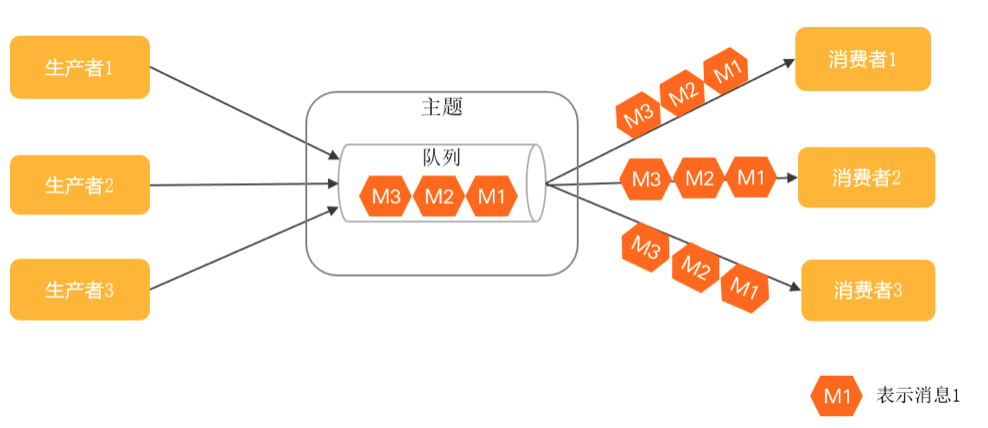 生产者1
生产者2
生产者3
主题
队列
M3 M2 M1
M3 M2 M1
消费者1
M3 M2 M1
消费者2
M3 M2 M1
消费者3
M1 表示消息1